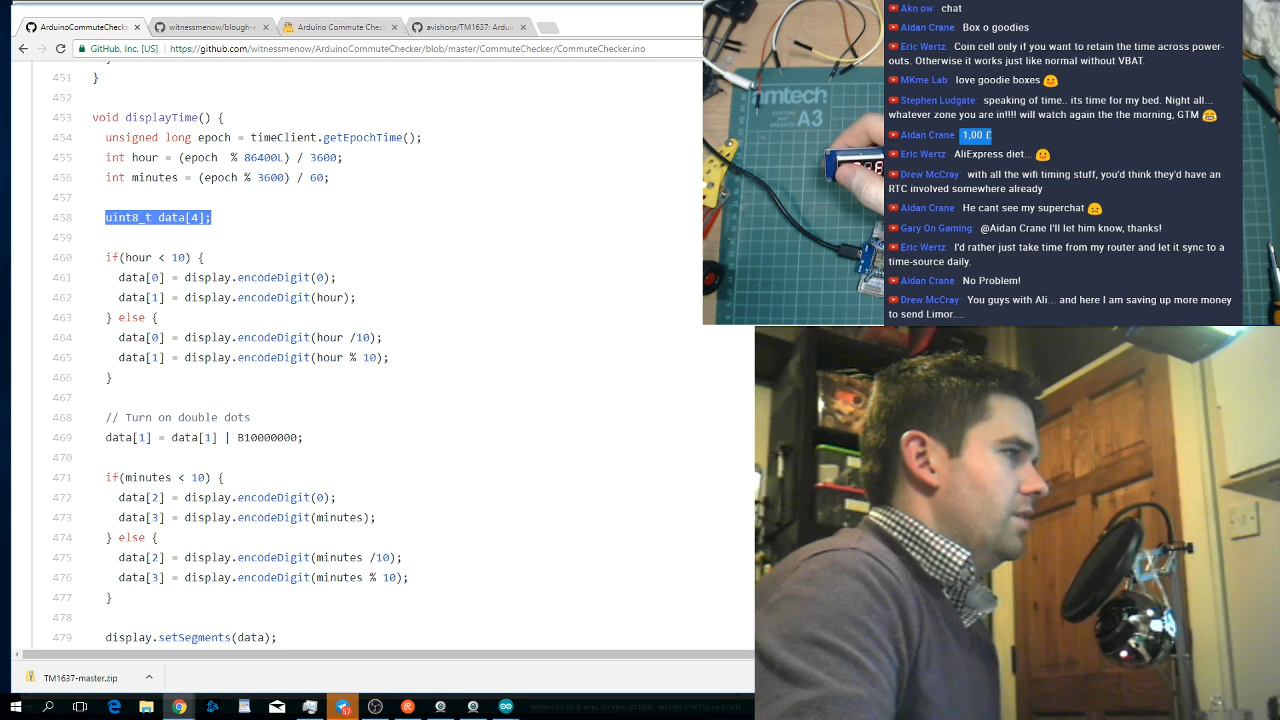 ArduinoCommuteChecker
witnessmenow/ArduinoCo
Arduino Commute Checker
avishorp/TM1637: Arduino
GitHub, Inc. [US]
https://github.com/witnessmenow/ArduinoCommuteChecker/blob/master/CommuteChecker/CommuteChecker.ino
451 }
452
453 void displayTime() {
454 unsigned long epoch = timeClient.getEpochTime();
455 int hour = (epoch % 86400L) / 3600;
456 int minutes = (epoch % 3600) / 60;
457
458 uint8_t data[4];
459
460 if(hour < 10) {
461 data[0] = display.encodeDigit(0);
462 data[1] = display.encodeDigit(hour);
463 } else {
464 data[0] = display.encodeDigit(hour /10);
465 data[1] = display.encodeDigit(hour % 10);
466 }
467
468 // Turn on double dots
469 data[1] = data[1] | B10000000;
470
471 if(minutes < 10) {
472 data[2] = display.encodeDigit(0);
473 data[3] = display.encodeDigit(minutes);
474 } else {
475 data[2] = display.encodeDigit(minutes /10);
476 data[3] = display.encodeDigit(minutes % 10);
477 }
478
479 display.setSegments(data);
TM1637-master.zip
57
amtech
CUTTING MAT
A3
Akn ow chat
Aidan Crane Box o goodies
Eric Wertz Coin cell only if you want to retain the time across power-
outs. Otherwise it works just like normal without VBAT.
MKme Lab love goodie boxes
Stephen Ludgate speaking of time.. its time for my bed. Night all...
whatever zone you are in!!!! will watch again the the morning, GTM
Aidan Crane 1,00 £
Eric Wertz AliExpress diet...
Drew McCray with all the wifi timing stuff, you'd think they'd have an
RTC involved somewhere already
Aidan Crane He cant see my superchat
Gary On Gaming @Aidan Crane I'll let him know, thanks!
Eric Wertz I'd rather just take time from my router and let it sync to a
time-source daily.
Aidan Crane No Problem!
Drew McCray You guys with Ali... and here I am saving up more money
to send Limor....